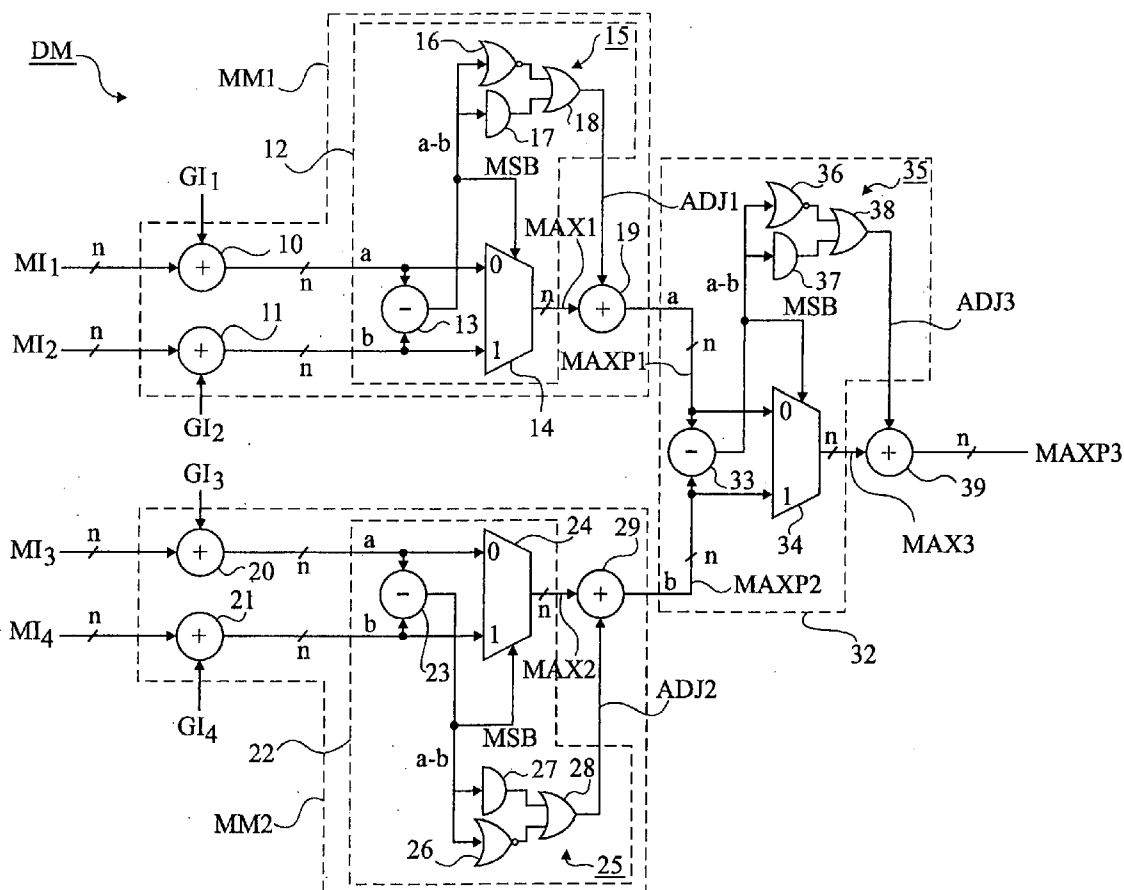 DM
MM1
16
15
17
18
12
a-b
MSB
GI1
ADJ1
MAX1
MI1
n
10
n
a
0
n
19
a
13
MI2
n
11
n
b
1
14
GI2
MAXP1
n
36
35
38
37
a-b
MSB
ADJ3
0
n
n
MAXP3
33
1
39
34
MAX3
GI3
MI3
n
20
n
a
0
24
29
n
b
n
MAXP2
32
MI4
n
21
n
b
1
23
MAX2
GI4
ADJ2
22
MSB
a-b
27
28
MM2
26
25
+
+
-
+
+
+
-
+
-
+